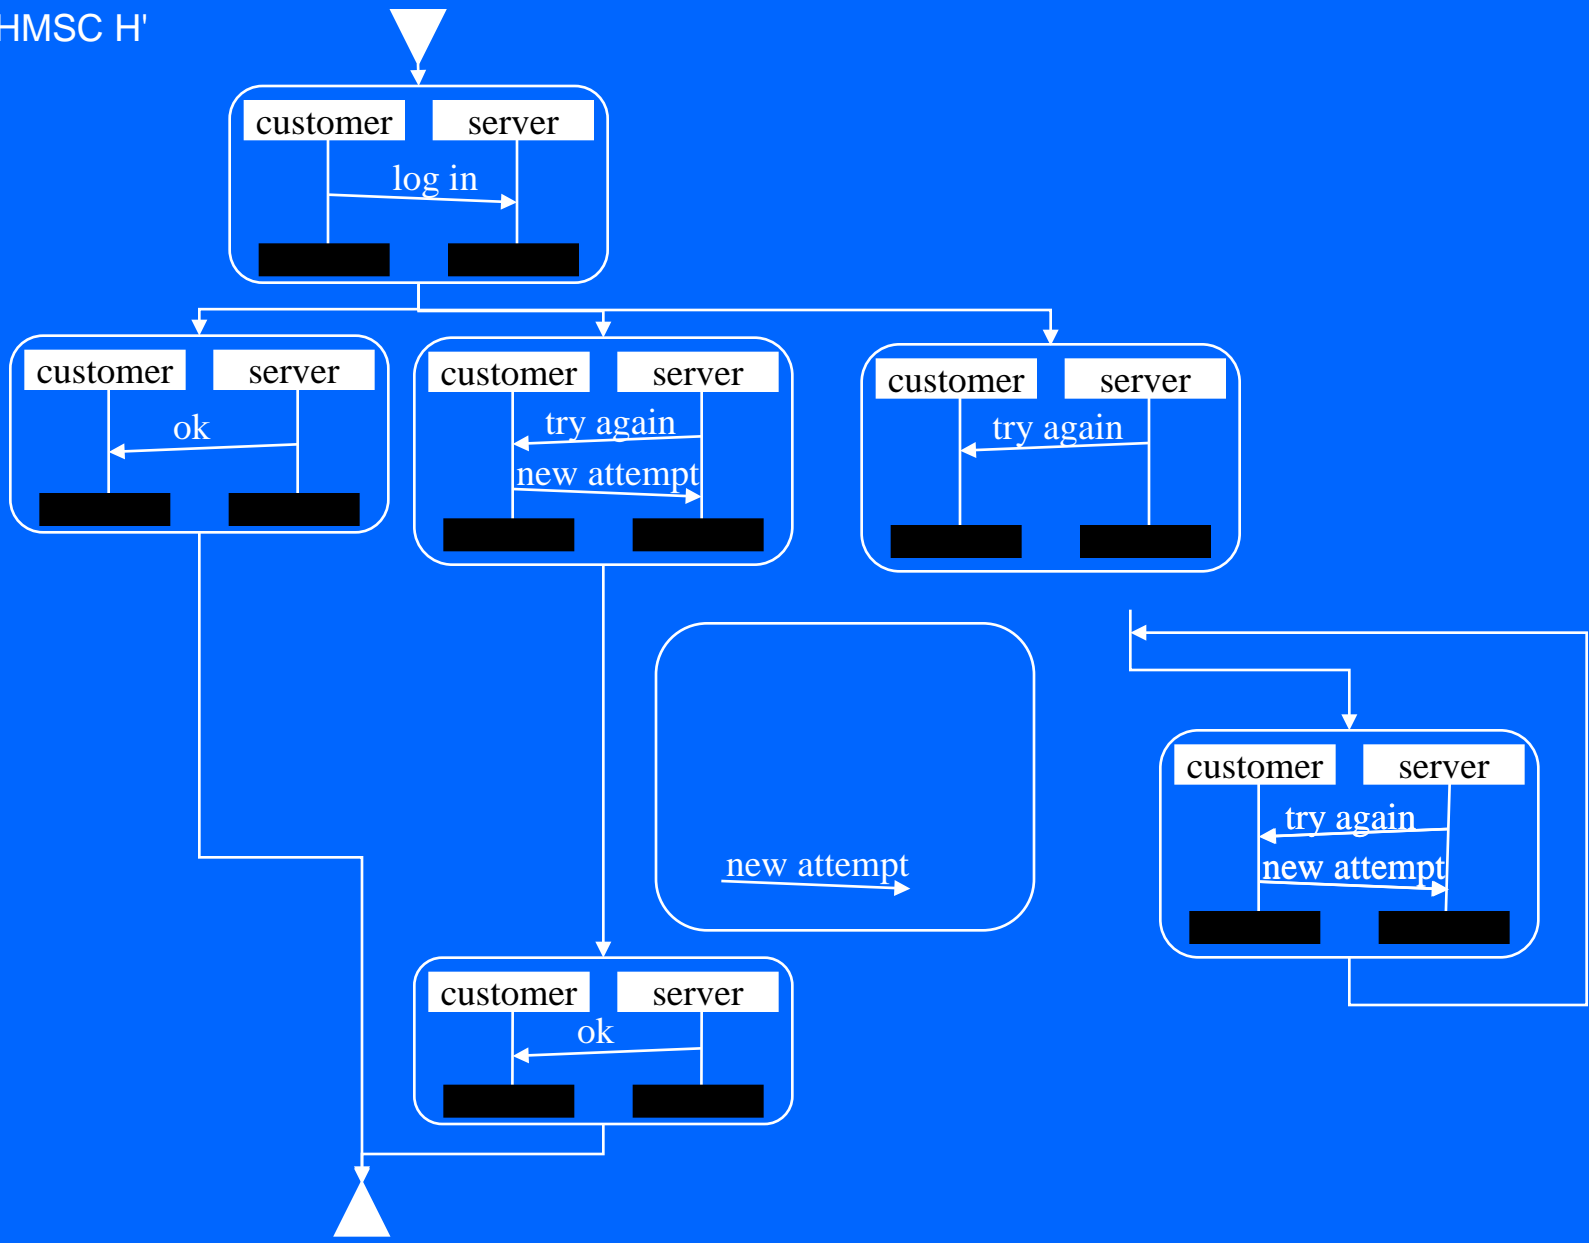 HMSC H'
customer server
log in
customer server
ok
customer server
try again
new attempt
customer server
try again
new attempt
customer server
try again
new attempt
customer server
ok